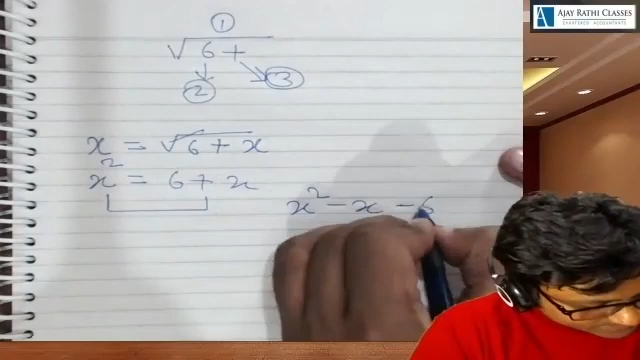 ①
√6 +
② ③
x = √6 + x
x² = 6 + x
x² - x - 6
AJAY RATHI CLASSES
CHARTERED ACCOUNTANTS